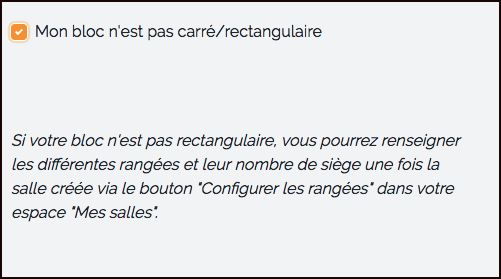 Mon bloc n'est pas carré/rectangulaire
Si votre bloc n'est pas rectangulaire, vous pourrez renseigner
les différentes rangées et leur nombre de siège une fois la
salle créée via le bouton "Configurer les rangées" dans votre
espace "Mes salles".